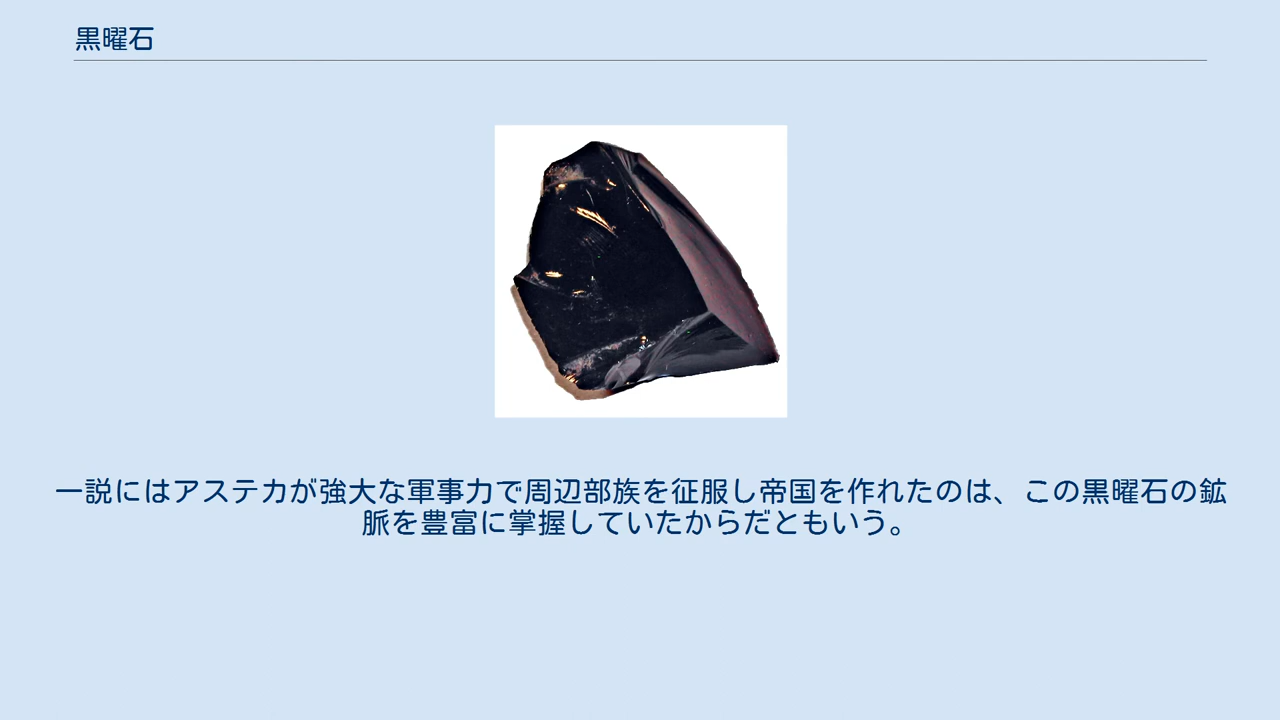 黒曜石
一説にはアステカが強大な軍事力で周辺部族を征服し帝国を作れたのは、この黒曜石の鉱
脈を豊富に掌握していたからだともいう。